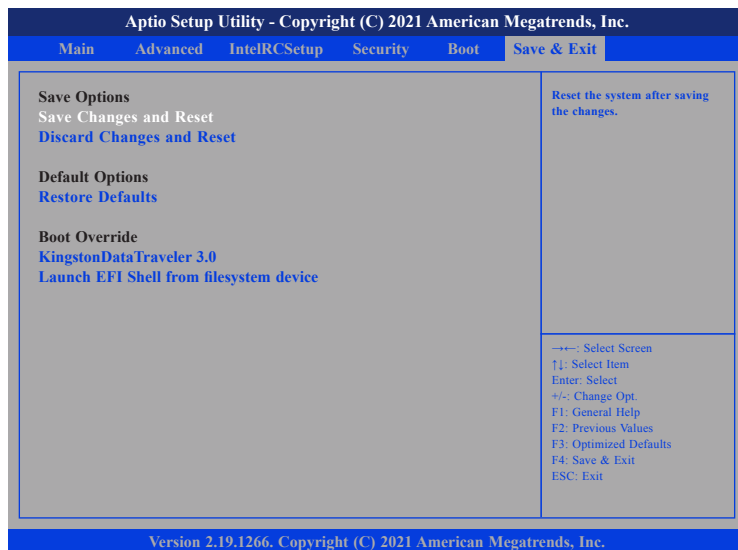 Aptio Setup Utility - Copyright (C) 2021 American Megatrends, Inc.
Main Advanced IntelRCSetup Security Boot Save & Exit
Save Options
Save Changes and Reset
Discard Changes and Reset
Default Options
Restore Defaults
Boot Override
KingstonDataTraveler 3.0
Launch EFI Shell from filesystem device
Reset the system after saving
the changes.
→←: Select Screen
↑↓: Select Item
Enter: Select
+/-: Change Opt.
F1: General Help
F2: Previous Values
F3: Optimized Defaults
F4: Save & Exit
ESC: Exit
Version 2.19.1266. Copyright (C) 2021 American Megatrends, Inc.